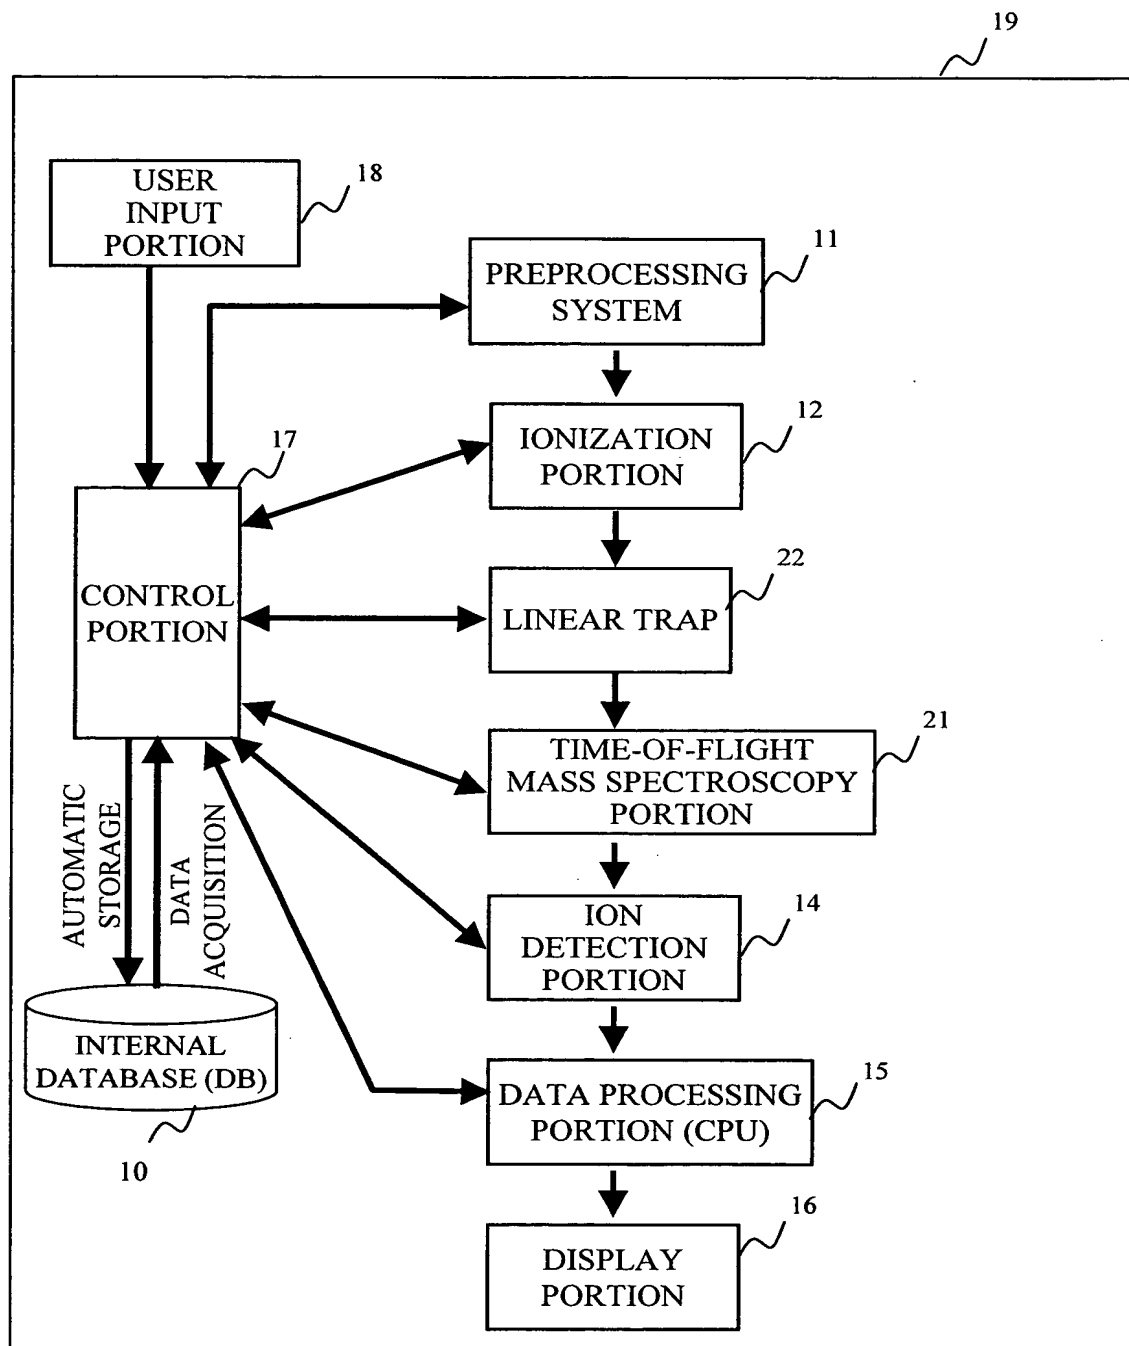 19
USER
INPUT
PORTION
18
PREPROCESSING
SYSTEM
11
IONIZATION
PORTION
12
17
CONTROL
PORTION
LINEAR TRAP
22
TIME-OF-FLIGHT
MASS SPECTROSCOPY
PORTION
21
AUTOMATIC
STORAGE
DATA
ACQUISITION
ION
DETECTION
PORTION
14
INTERNAL
DATABASE (DB)
10
DATA PROCESSING
PORTION (CPU)
15
DISPLAY
PORTION
16